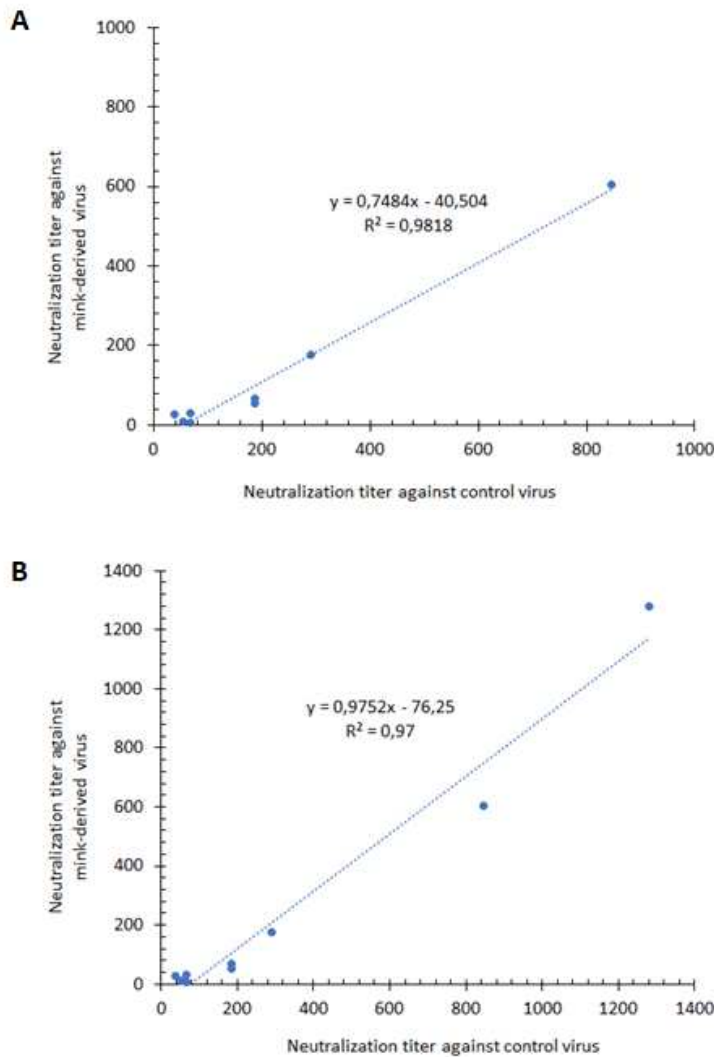 A
1000
800
600
400
200
0
Neutralization titer against
mink-derived virus
y = 0,7484x - 40,504
R² = 0,9818
0 200 400 600 800 1000
Neutralization titer against control virus
B
1400
1200
1000
800
600
400
200
0
Neutralization titer against
mink-derived virus
y = 0,9752x - 76,25
R² = 0,97
0 200 400 600 800 1000 1200 1400
Neutralization titer against control virus